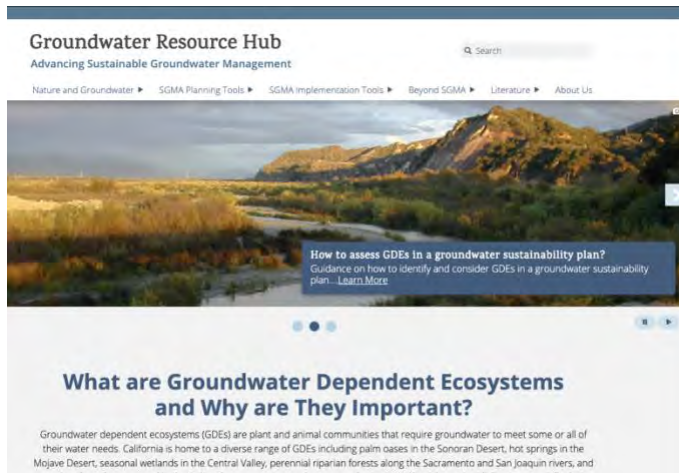 Groundwater Resource Hub
Search
Advancing Sustainable Groundwater Management
Nature and Groundwater ▶ SGMA Planning Tools ▶ SGMA Implementation Tools ▶ Beyond SGMA ▶ Literature ▶ About Us
How to assess GDEs in a groundwater sustainability plan?
Guidance on how to identify and consider GDEs in a groundwater sustainability
plan...Learn More
What are Groundwater Dependent Ecosystems
and Why are They Important?
Groundwater dependent ecosystems (GDEs) are plant and animal communities that require groundwater to meet some or all of
their water needs. California is home to a diverse range of GDEs including palm oases in the Sonoran Desert, hot springs in the
Mojave Desert, seasonal wetlands in the Central Valley, perennial riparian forests along the Sacramento and San Joaquin rivers, and